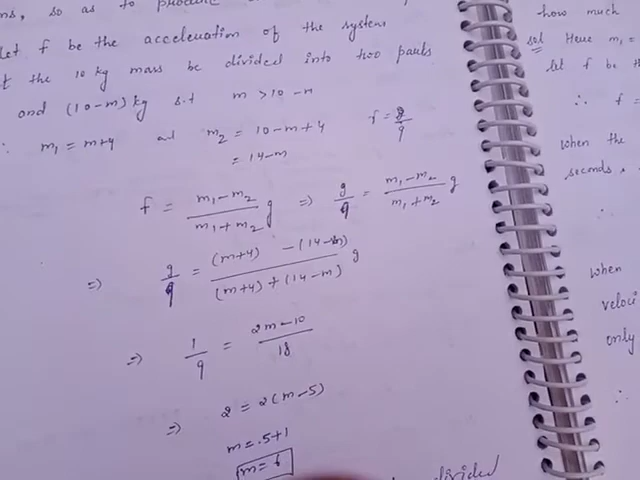 so as to produce
let f be the acceleration of the system
the 10 kg mass be divided into two parts
and (10-m) kg s.t m > 10-m
∴ m₁ = m+4 and m₂ = 10-m+4 f = g/9
= 14-m
f = (m₁-m₂)/(m₁+m₂) g ⇒ g/9 = (m₁-m₂)/(m₁+m₂) g
⇒ g/9 = ((m+4) - (14-m))/((m+4) + (14-m)) g
⇒ 1/9 = (2m-10)/18
⇒ 2 = 2(m-5)
m = 5+1
m = 6
divided
how much
sol Here m₁ =
let f be the
∴ f =
when the
seconds,
∴
when
veloci
only
∴